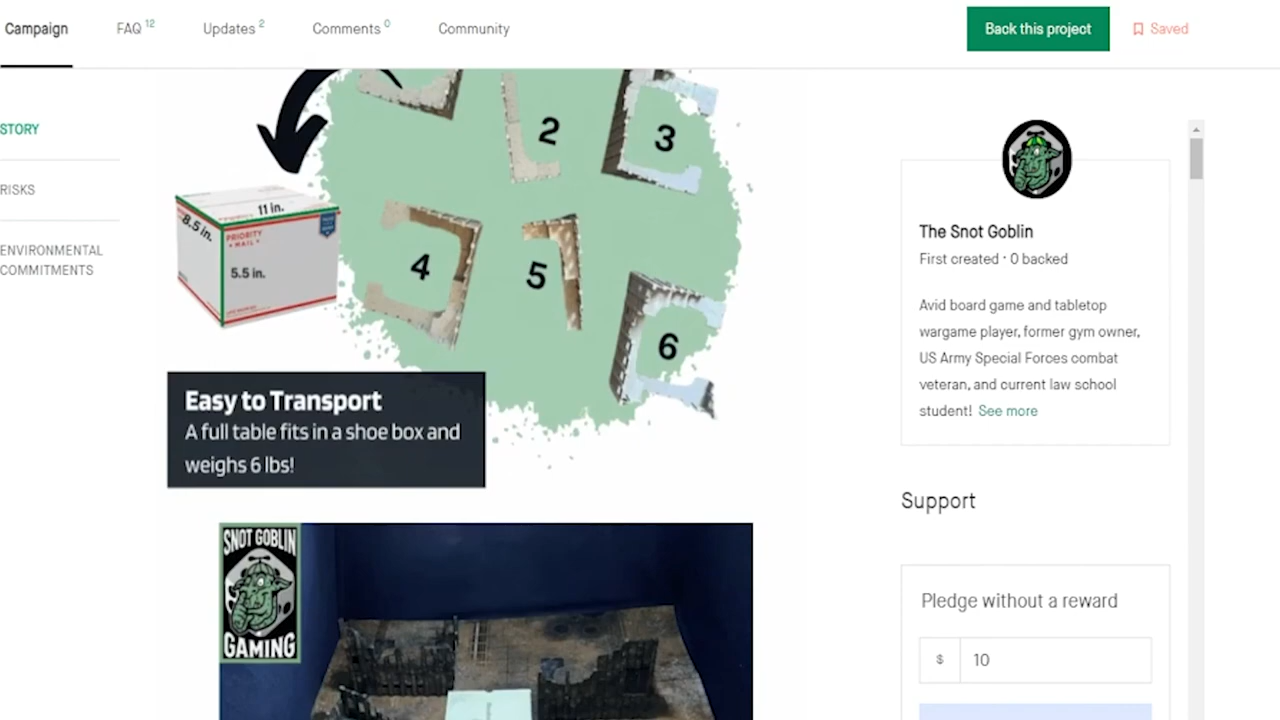 Campaign
FAQ 12
Updates 2
Comments 0
Community
Back this project
Saved
STORY
RISKS
ENVIRONMENTAL
COMMITMENTS
2
3
11 in.
8.5 in.
PRIORITY
MAIL
5.5 in.
4
5
6
Easy to Transport
A full table fits in a shoe box and
weighs 6 lbs!
SNOT GOBLIN
GAMING
The Snot Goblin
First created · 0 backed
Avid board game and tabletop
wargame player, former gym owner,
US Army Special Forces combat
veteran, and current law school
student! See more
Support
Pledge without a reward
$ 10